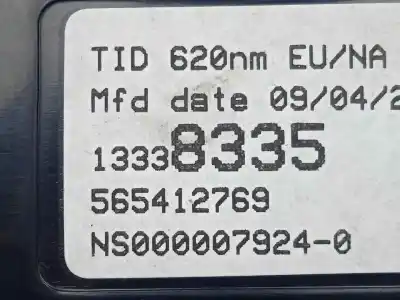 TID 620nm EU/NA
Mfd date 09/04/2
13338335
565412769
NS000007924-0